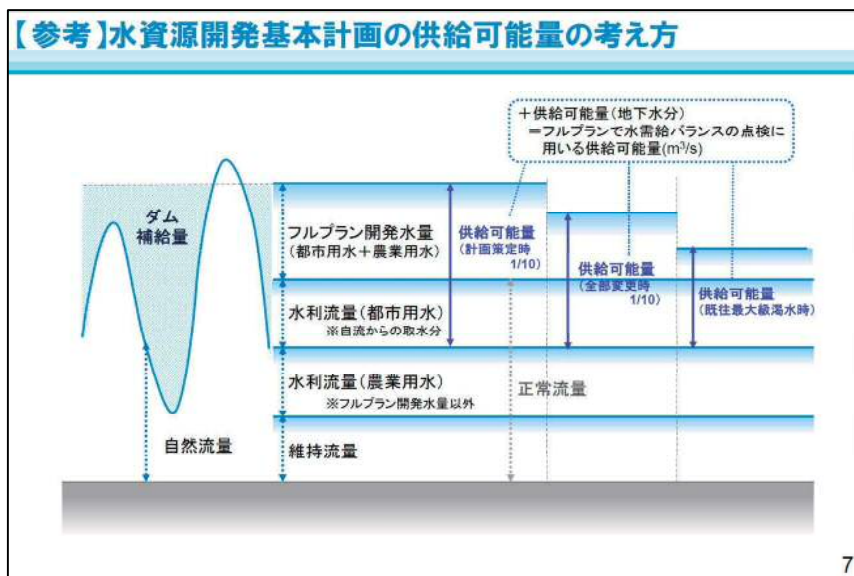 【参考】水資源開発基本計画の供給可能量の考え方
+供給可能量(地下水分)
=フルプランで水需給バランスの点検に
用いる供給可能量(m³/s)
ダム
補給量
フルプラン開発水量
(都市用水+農業用水)
供給可能量
(計画策定時
1/10)
供給可能量
(全部変更時
1/10)
供給可能量
(既往最大級渇水時)
水利流量(都市用水)
※自流からの取水分
水利流量(農業用水)
※フルプラン開発水量以外
正常流量
自然流量
維持流量
7